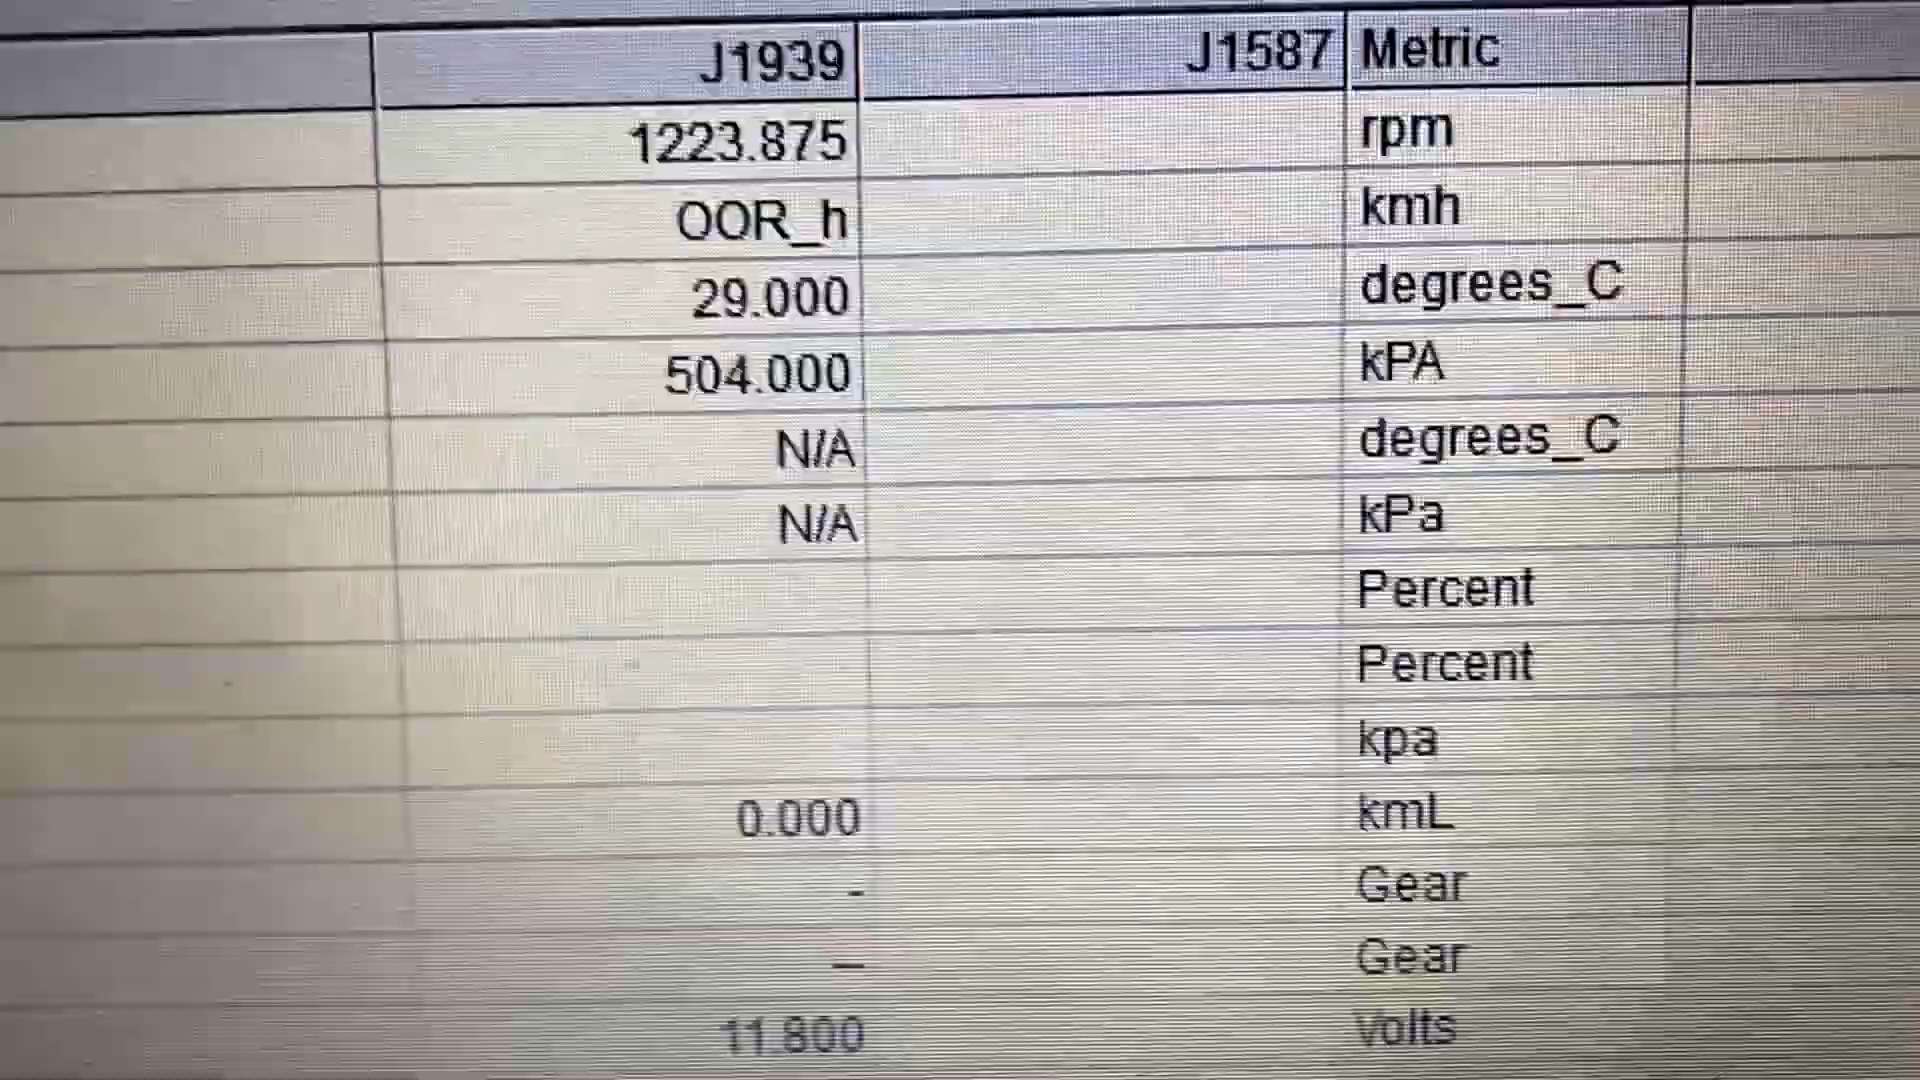 J1939 J1587 Metric
1223.875 rpm
OOR_h kmh
29.000 degrees_C
504.000 kPA
N/A degrees_C
N/A kPa
Percent
Percent
kpa
0.000 kmL
- Gear
— Gear
11.800 Volts